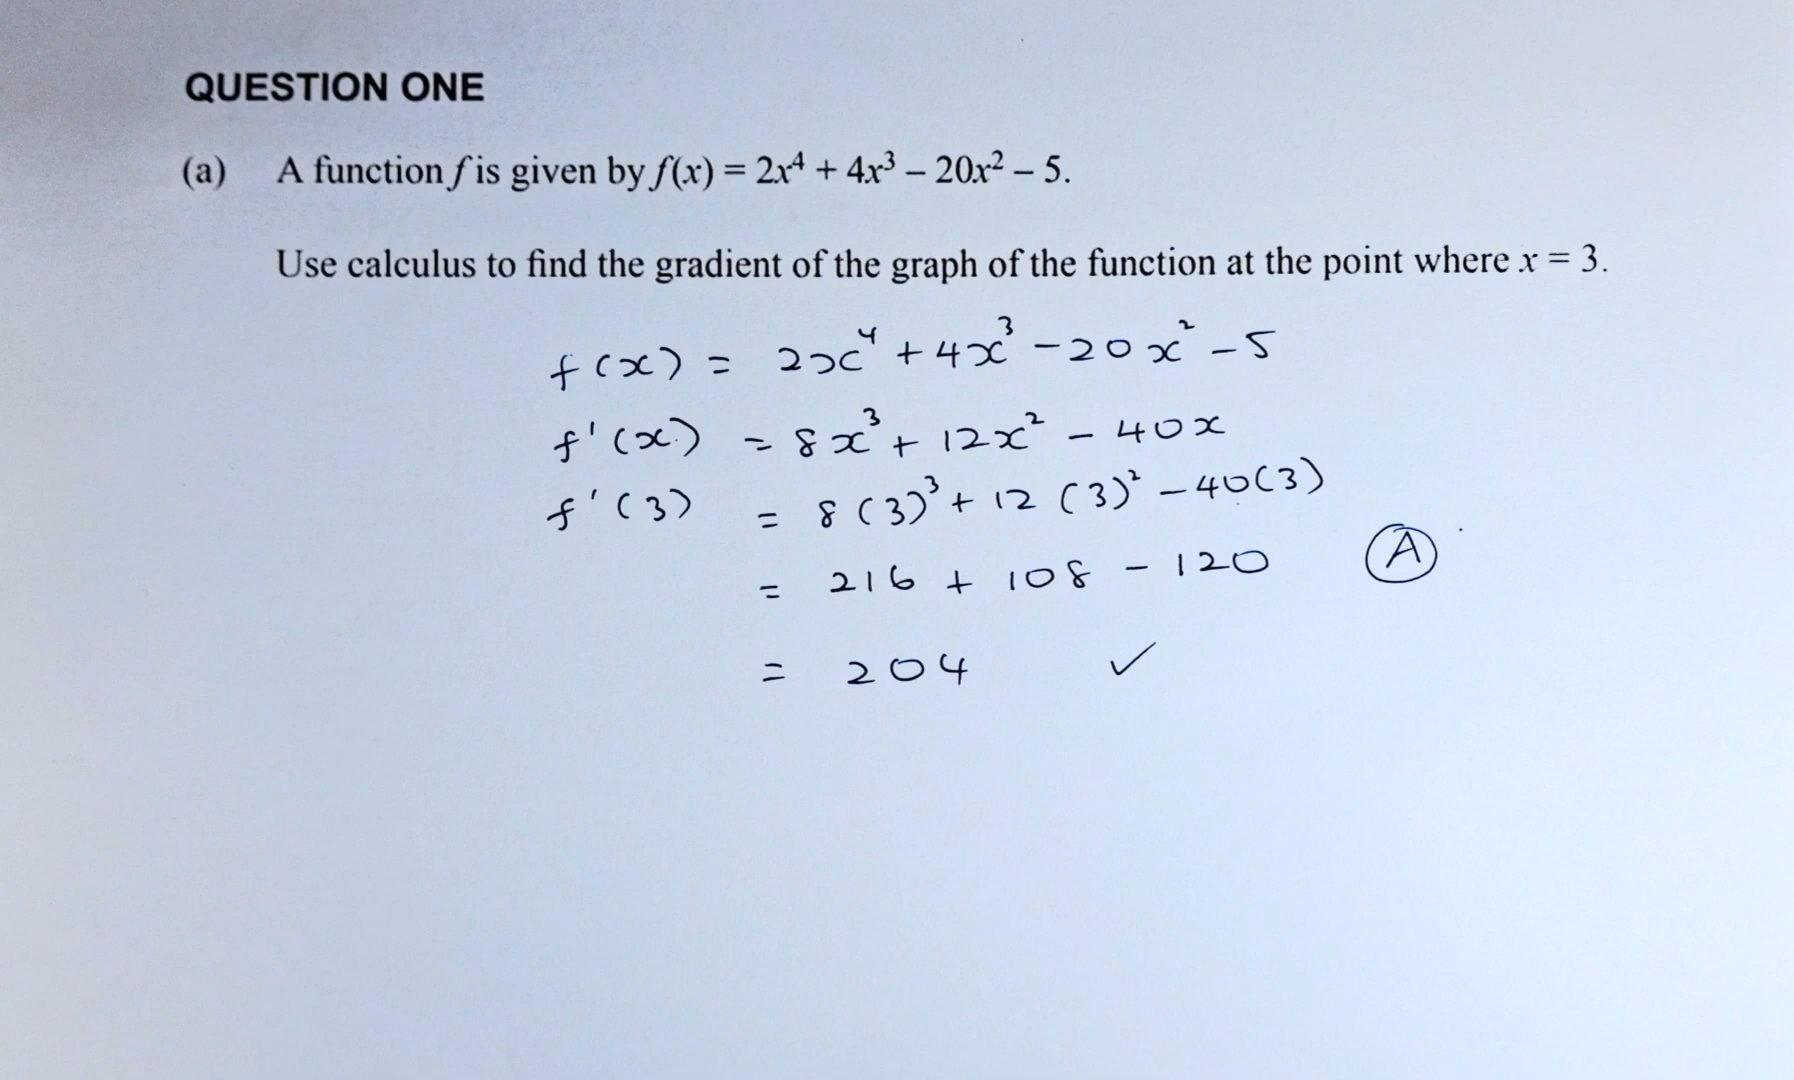 QUESTION ONE
(a) A function f is given by f(x) = 2x⁴ + 4x³ – 20x² – 5.
Use calculus to find the gradient of the graph of the function at the point where x = 3.
f(x) = 2x⁴ + 4x³ - 20x² - 5
f'(x) = 8x³ + 12x² - 40x
f'(3) = 8(3)³ + 12(3)² - 40(3)
= 216 + 108 - 120 Ⓐ
= 204 ✓